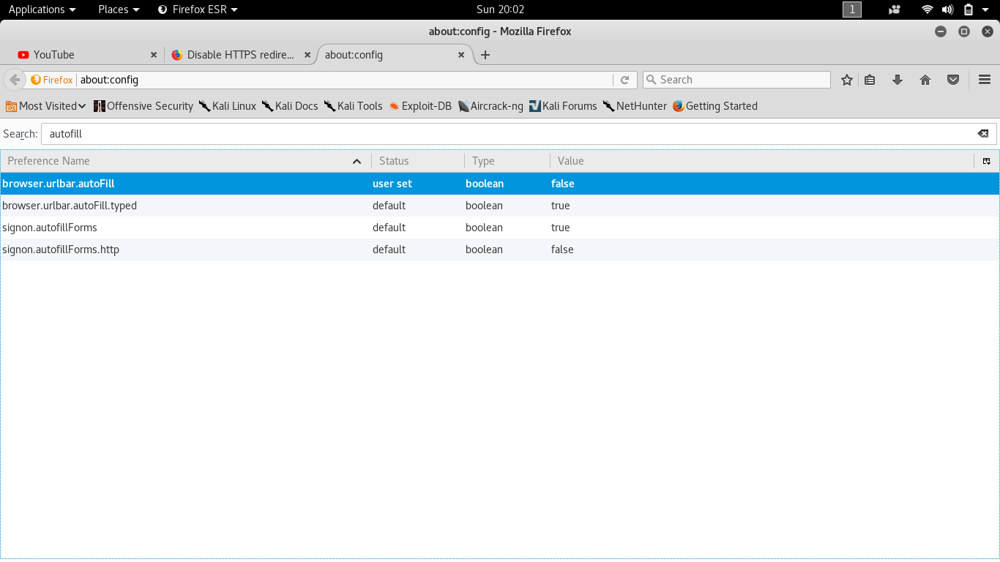 Applications Places Firefox ESR Sun 20:02 1
about:config - Mozilla Firefox
YouTube Disable HTTPS redire... about:config
Firefox about:config Search
Most Visited Offensive Security Kali Linux Kali Docs Kali Tools Exploit-DB Aircrack-ng Kali Forums NetHunter Getting Started
Search: autofill
Preference Name Status Type Value
browser.urlbar.autoFill user set boolean false
browser.urlbar.autoFill.typed default boolean true
signon.autofillForms default boolean true
signon.autofillForms.http default boolean false